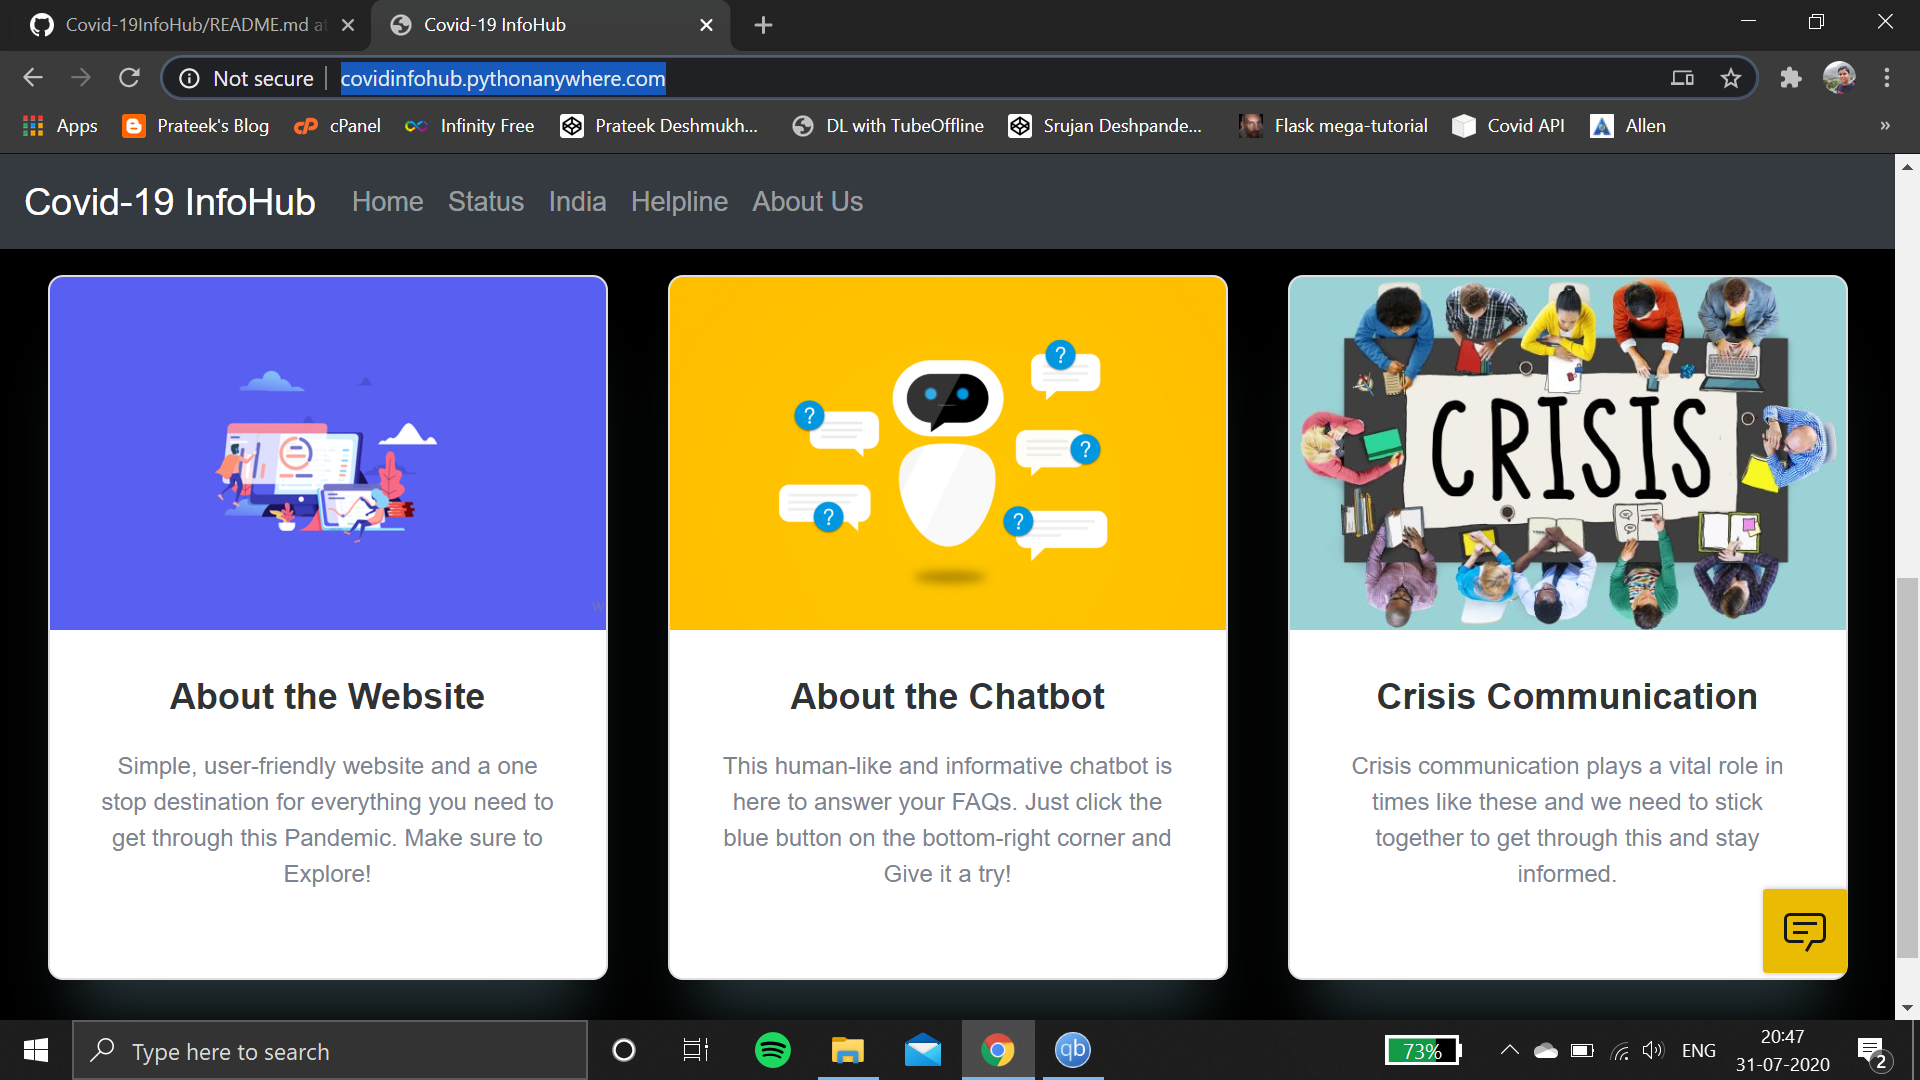 Covid-19InfoHub/README.md at
Covid-19 InfoHub
Not secure
covidinfohub.pythonanywhere.com
Apps
Prateek's Blog
cPanel
Infinity Free
Prateek Deshmukh...
DL with TubeOffline
Srujan Deshpande...
Flask mega-tutorial
Covid API
Allen
»
Covid-19 InfoHub
Home
Status
India
Helpline
About Us
?
?
?
?
?
CRISIS
About the Website
Simple, user-friendly website and a one
stop destination for everything you need to
get through this Pandemic. Make sure to
Explore!
About the Chatbot
This human-like and informative chatbot is
here to answer your FAQs. Just click the
blue button on the bottom-right corner and
Give it a try!
Crisis Communication
Crisis communication plays a vital role in
times like these and we need to stick
together to get through this and stay
informed.
Type here to search
qb
73%
ENG
20:47
31-07-2020
2